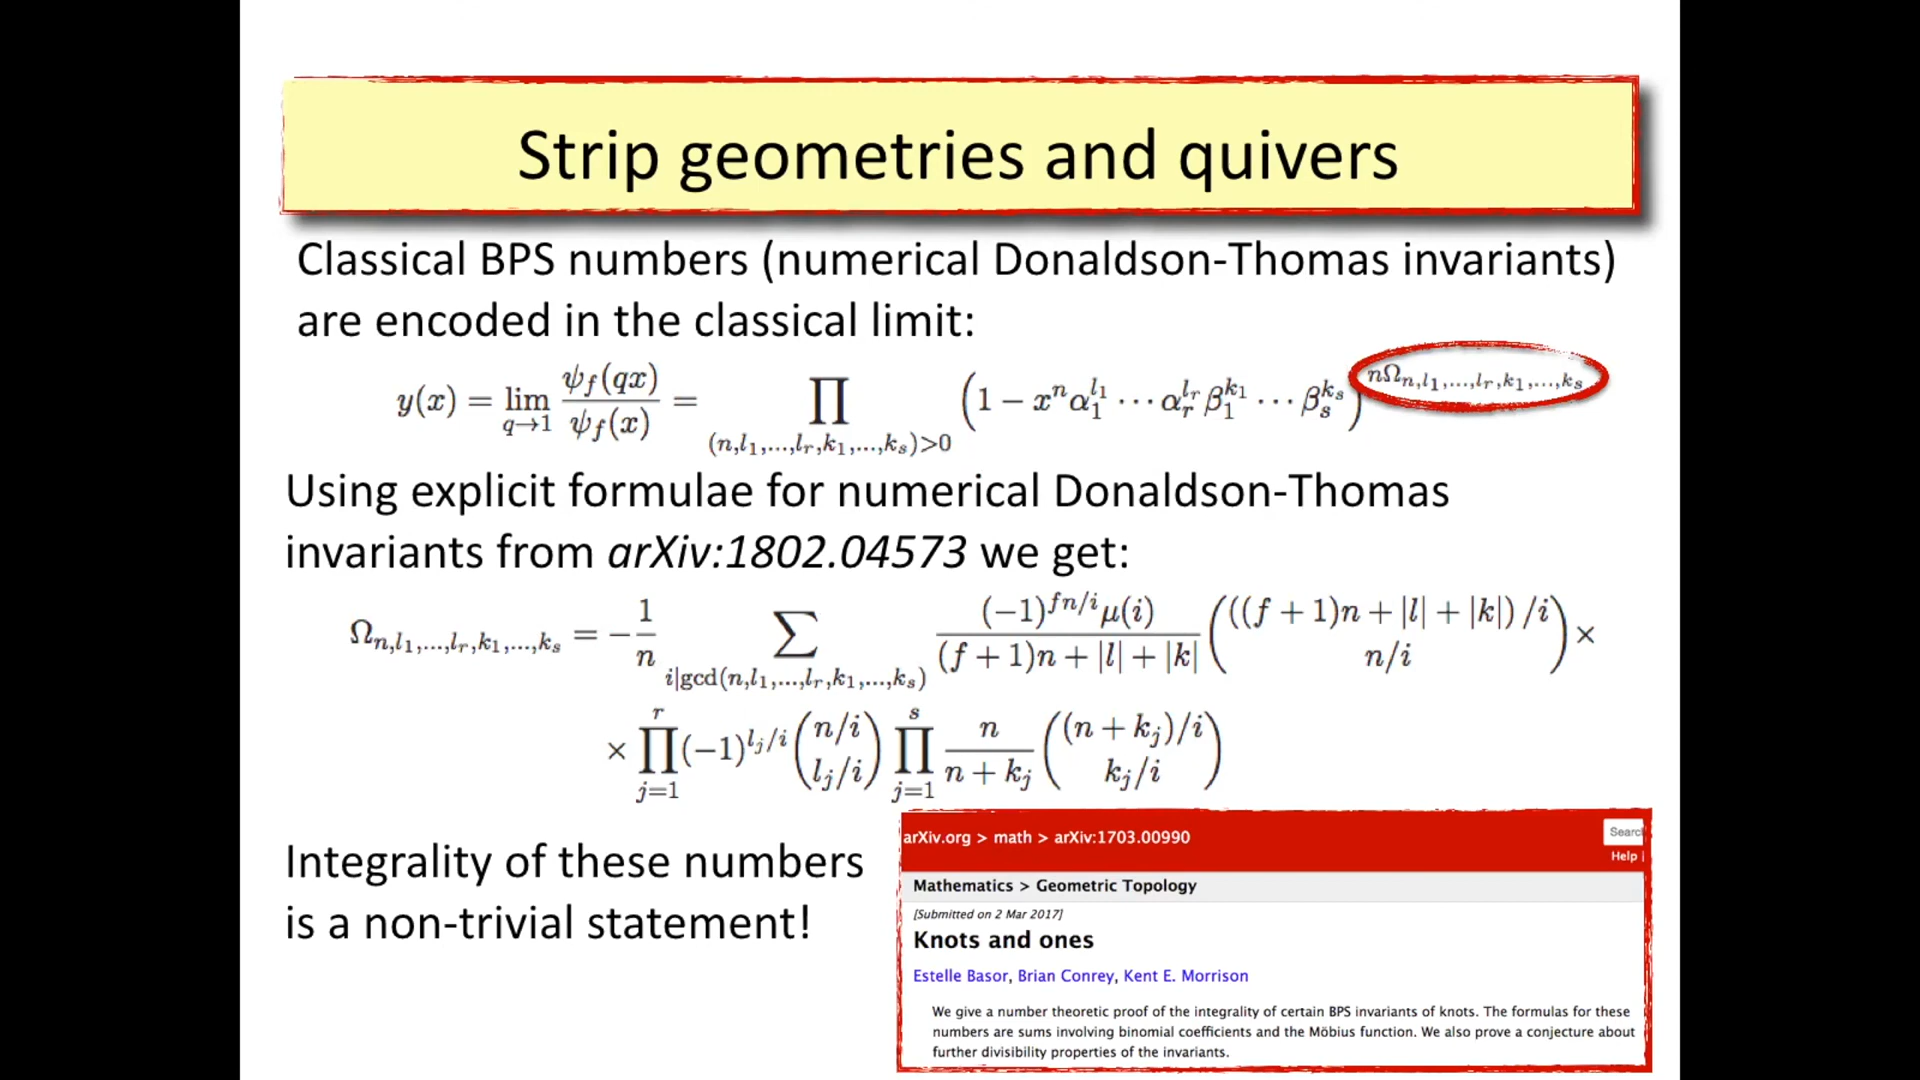 Strip geometries and quivers
Classical BPS numbers (numerical Donaldson-Thomas invariants)
are encoded in the classical limit:
y(x) = lim_{q→1} ψ_f(qx) / ψ_f(x) = ∏_{(n,l_1,...,l_r,k_1,...,k_s)>0} (1 − x^n α_1^{l_1} ⋯ α_r^{l_r} β_1^{k_1} ⋯ β_s^{k_s})^{nΩ_{n,l_1,...,l_r,k_1,...,k_s}}
Using explicit formulae for numerical Donaldson-Thomas
invariants from arXiv:1802.04573 we get:
Ω_{n,l_1,...,l_r,k_1,...,k_s} = −1/n ∑_{i|gcd(n,l_1,...,l_r,k_1,...,k_s)} (−1)^{fn/i} μ(i) / ((f + 1)n + |l| + |k|) (((f + 1)n + |l| + |k|)/i choose n/i) ×
× ∏_{j=1}^{r} (−1)^{l_j/i} (n/i choose l_j/i) ∏_{j=1}^{s} n / (n + k_j) ((n + k_j)/i choose k_j/i)
Integrality of these numbers
is a non-trivial statement!
arXiv.org > math > arXiv:1703.00990
Searc
Help |
Mathematics > Geometric Topology
[Submitted on 2 Mar 2017]
Knots and ones
Estelle Basor, Brian Conrey, Kent E. Morrison
We give a number theoretic proof of the integrality of certain BPS invariants of knots. The formulas for these
numbers are sums involving binomial coefficients and the Möbius function. We also prove a conjecture about
further divisibility properties of the invariants.